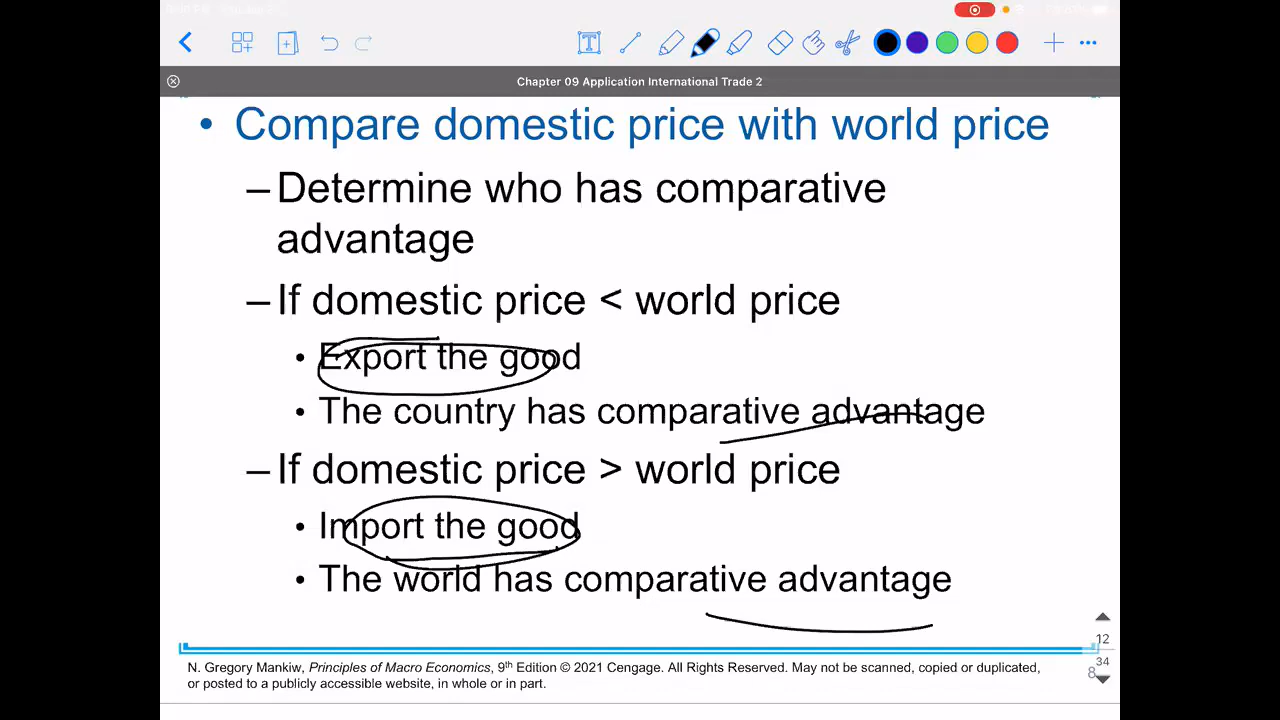 Chapter 09 Application International Trade 2
• Compare domestic price with world price
– Determine who has comparative
advantage
– If domestic price < world price
• Export the good
• The country has comparative advantage
– If domestic price > world price
• Import the good
• The world has comparative advantage
12
34
8
N. Gregory Mankiw, Principles of Macro Economics, 9th Edition © 2021 Cengage. All Rights Reserved. May not be scanned, copied or duplicated,
or posted to a publicly accessible website, in whole or in part.